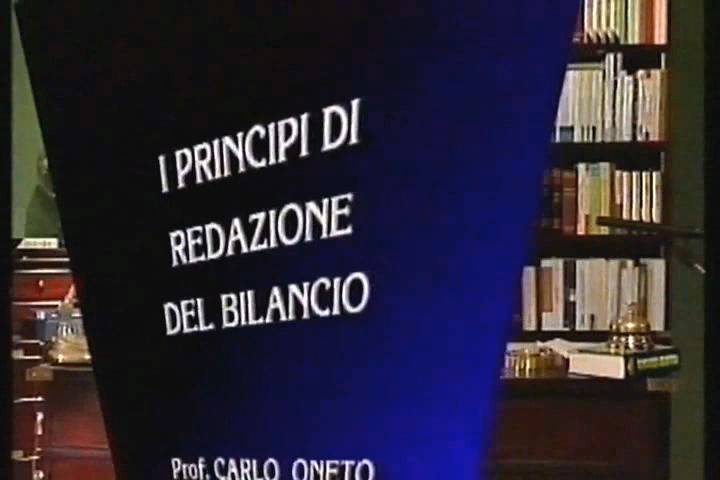 I PRINCIPI DI
REDAZIONE
DEL BILANCIO
Prof. CARLO ONETO